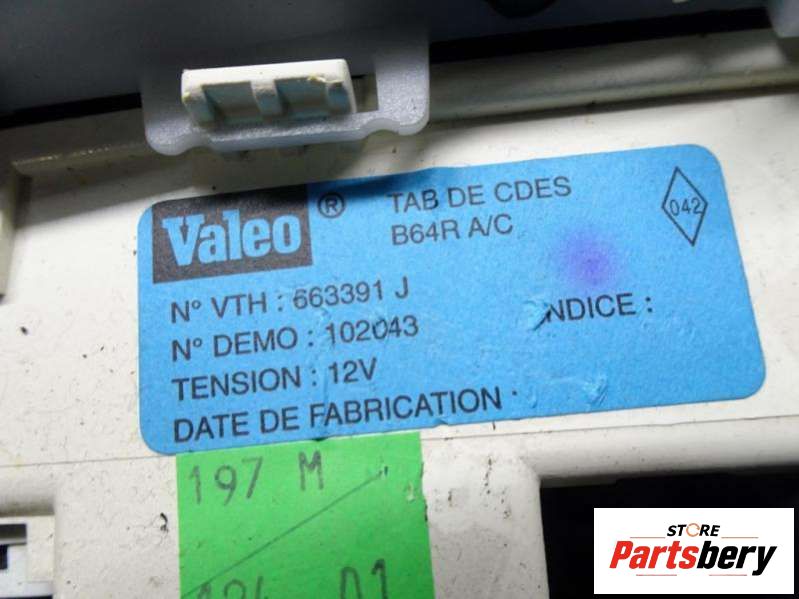 Valeo ®
TAB DE CDES
B64R A/C
042
N° VTH : 663391 J
N° DEMO : 102043
INDICE :
TENSION : 12V
DATE DE FABRICATION :
197 M
01
STORE
Partsbery